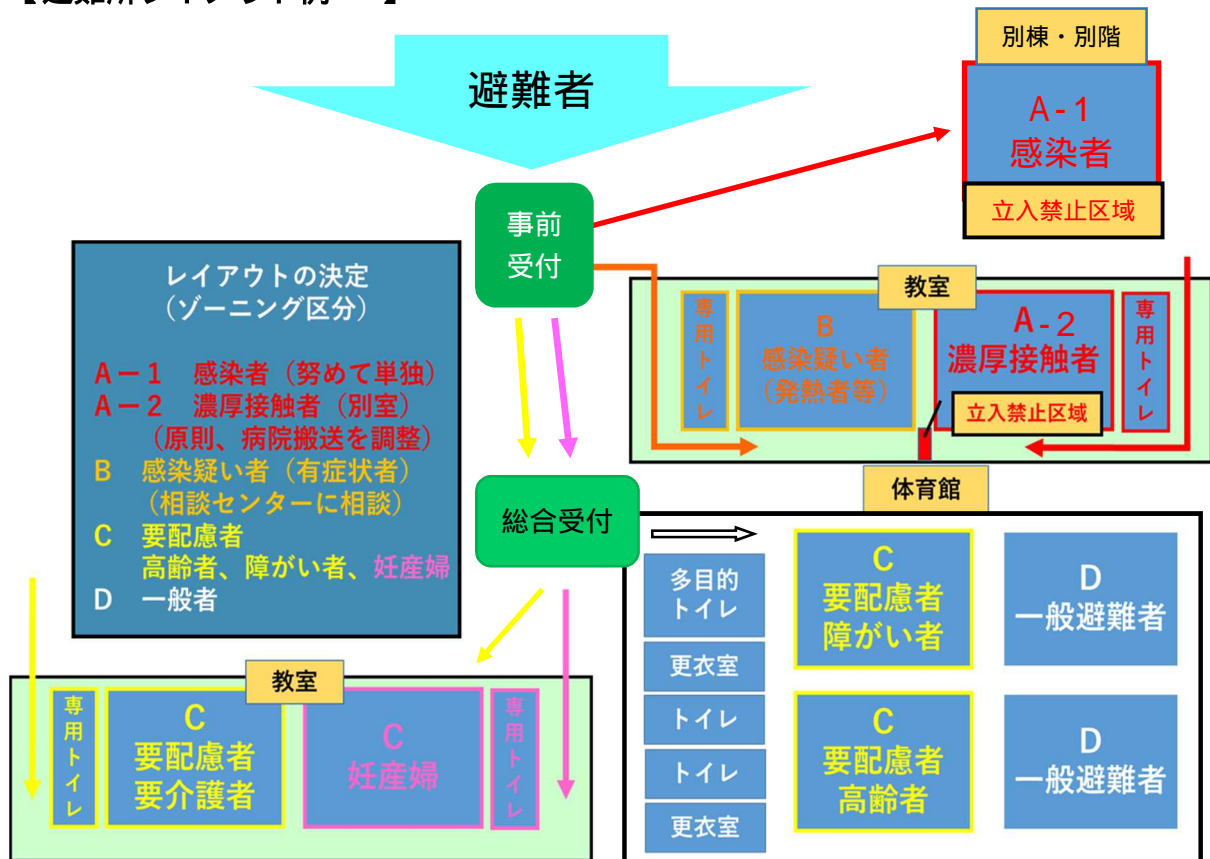 避難者
別棟・別階
A-1
感染者
立入禁止区域
事前
受付
レイアウトの決定
(ゾーニング区分)
A-1 感染者(努めて単独)
A-2 濃厚接触者(別室)
(原則、病院搬送を調整)
B 感染疑い者(有症状者)
(相談センターに相談)
C 要配慮者
高齢者、障がい者、妊産婦
D 一般者
教室
専用トイレ
B
感染疑い者
(発熱者等)
A-2
濃厚接触者
立入禁止区域
専用トイレ
総合受付
体育館
多目的
トイレ
更衣室
トイレ
トイレ
更衣室
C
要配慮者
障がい者
D
一般避難者
C
要配慮者
高齢者
D
一般避難者
教室
専用トイレ
C
要配慮者
要介護者
C
妊産婦
専用トイレ